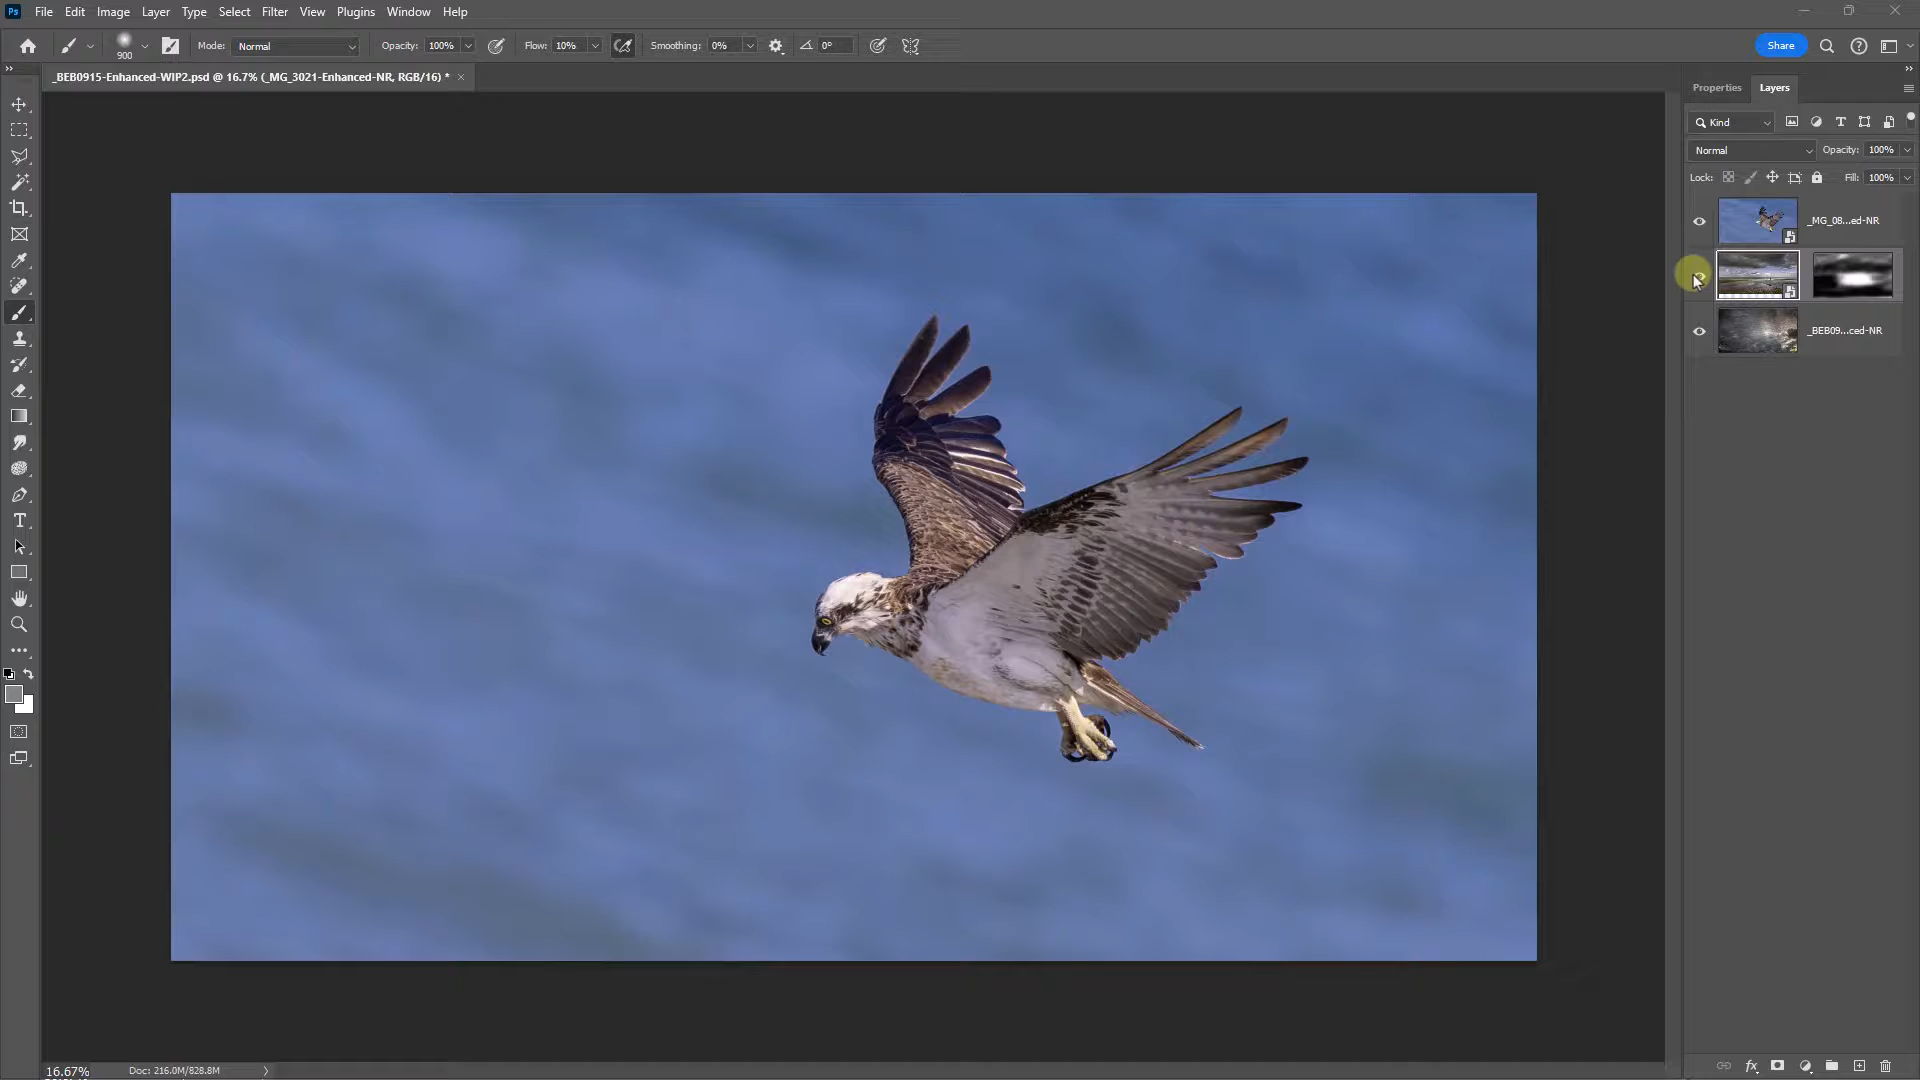 Ps File Edit Image Layer Type Select Filter View Plugins Window Help
900 Mode: Normal Opacity: 100% Flow: 10% Smoothing: 0% 0° Share
_BEB0915-Enhanced-WIP2.psd @ 16.7% (_MG_3021-Enhanced-NR, RGB/16) *
Properties Layers
Kind
Normal Opacity: 100%
Lock: Fill: 100%
_MG_08...ed-NR
_BEB09...ced-NR
16.67% Doc: 216.0M/828.8M